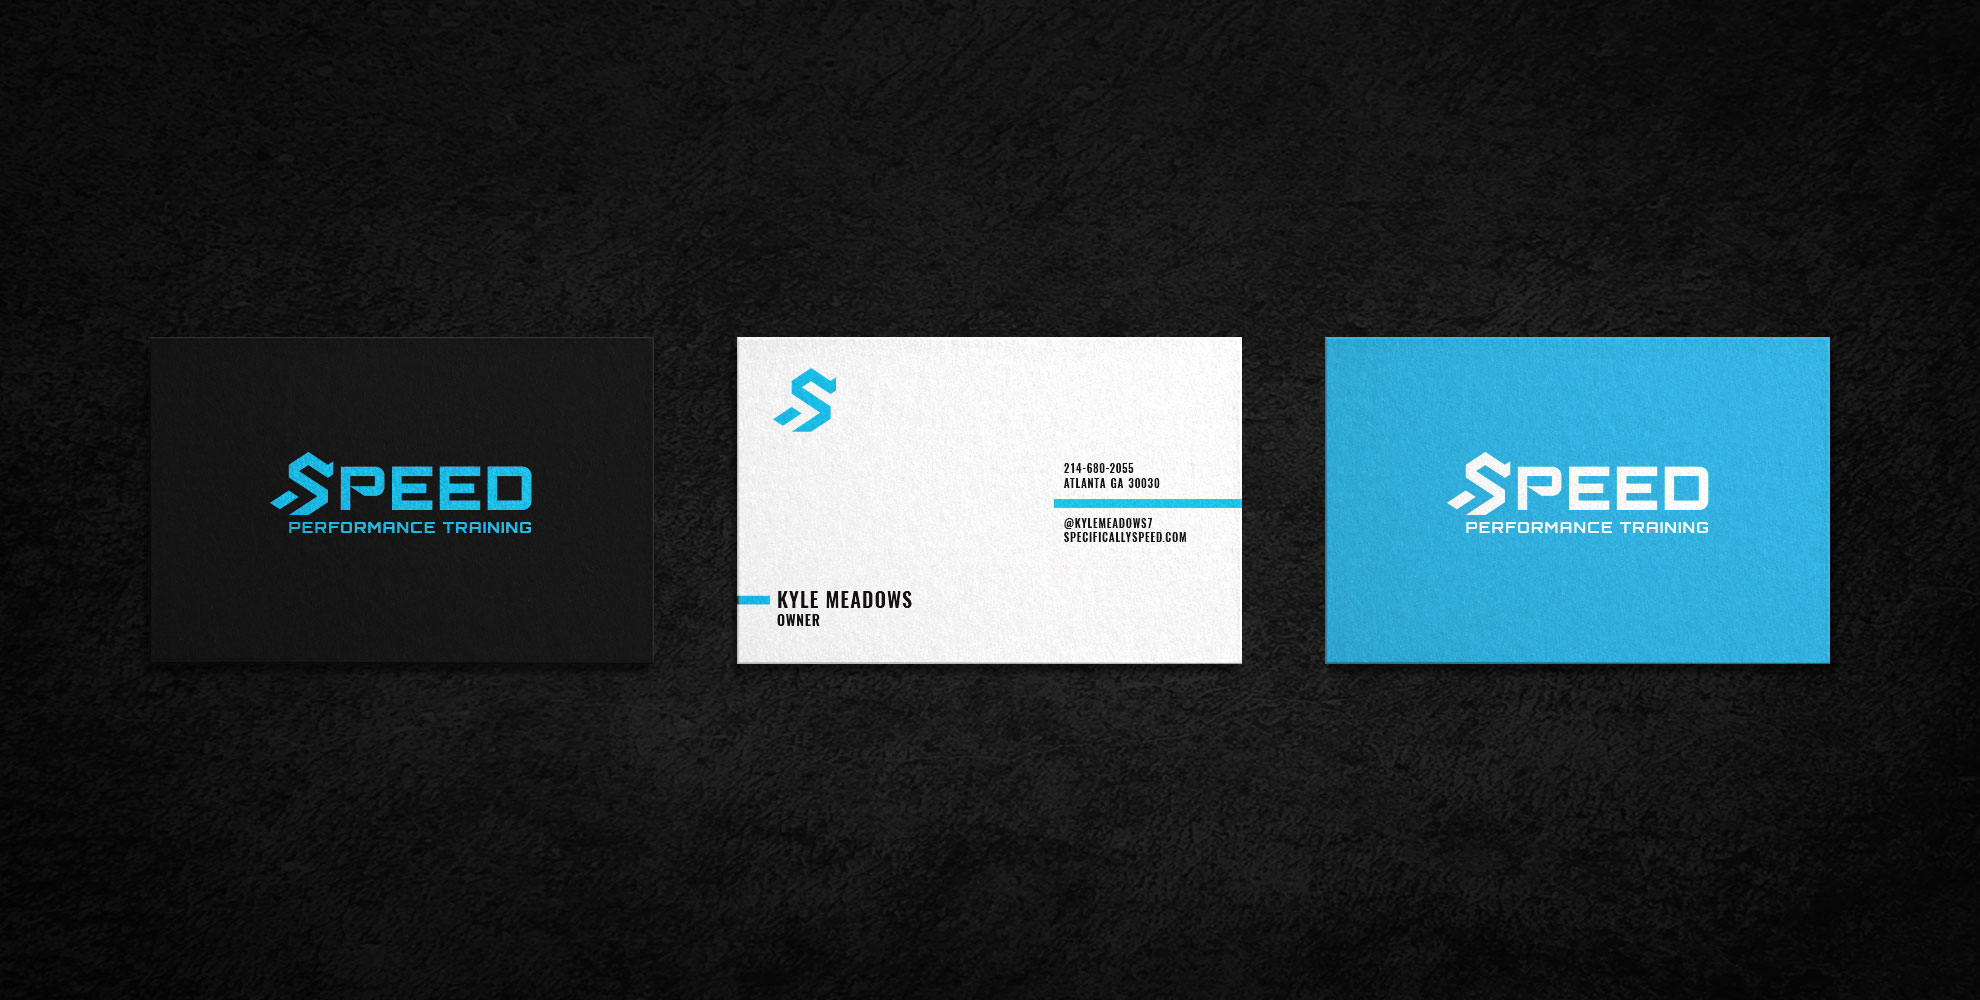 SPEED
PERFORMANCE TRAINING
S
214-680-2055
ATLANTA GA 30030
@KYLEMEADOWS7
SPECIFICALLYSPEED.COM
KYLE MEADOWS
OWNER
SPEED
PERFORMANCE TRAINING